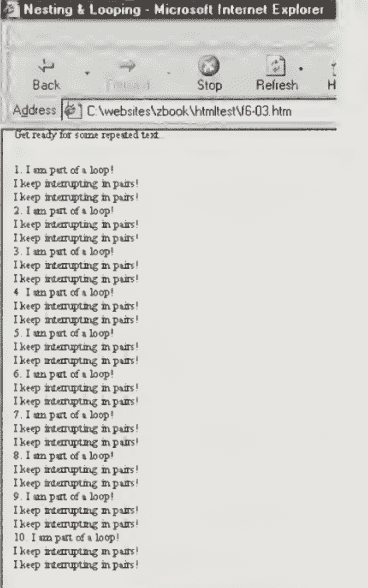 Nesting & Looping - Microsoft Internet Explorer
Back Forward Stop Refresh H
Address C:\websites\zbook\htmltest\/6-03.htm
Get ready for some repeated text...
1. I am part of a loop!
I keep interrupting in pairs!
I keep interrupting in pairs!
2. I am part of a loop!
I keep interrupting in pairs!
I keep interrupting in pairs!
3. I am part of a loop!
I keep interrupting in pairs!
I keep interrupting in pairs!
4. I am part of a loop!
I keep interrupting in pairs!
I keep interrupting in pairs!
5. I am part of a loop!
I keep interrupting in pairs!
I keep interrupting in pairs!
6. I am part of a loop!
I keep interrupting in pairs!
I keep interrupting in pairs!
7. I am part of a loop!
I keep interrupting in pairs!
I keep interrupting in pairs!
8. I am part of a loop!
I keep interrupting in pairs!
I keep interrupting in pairs!
9. I am part of a loop!
I keep interrupting in pairs!
I keep interrupting in pairs!
10. I am part of a loop!
I keep interrupting in pairs!
I keep interrupting in pairs!